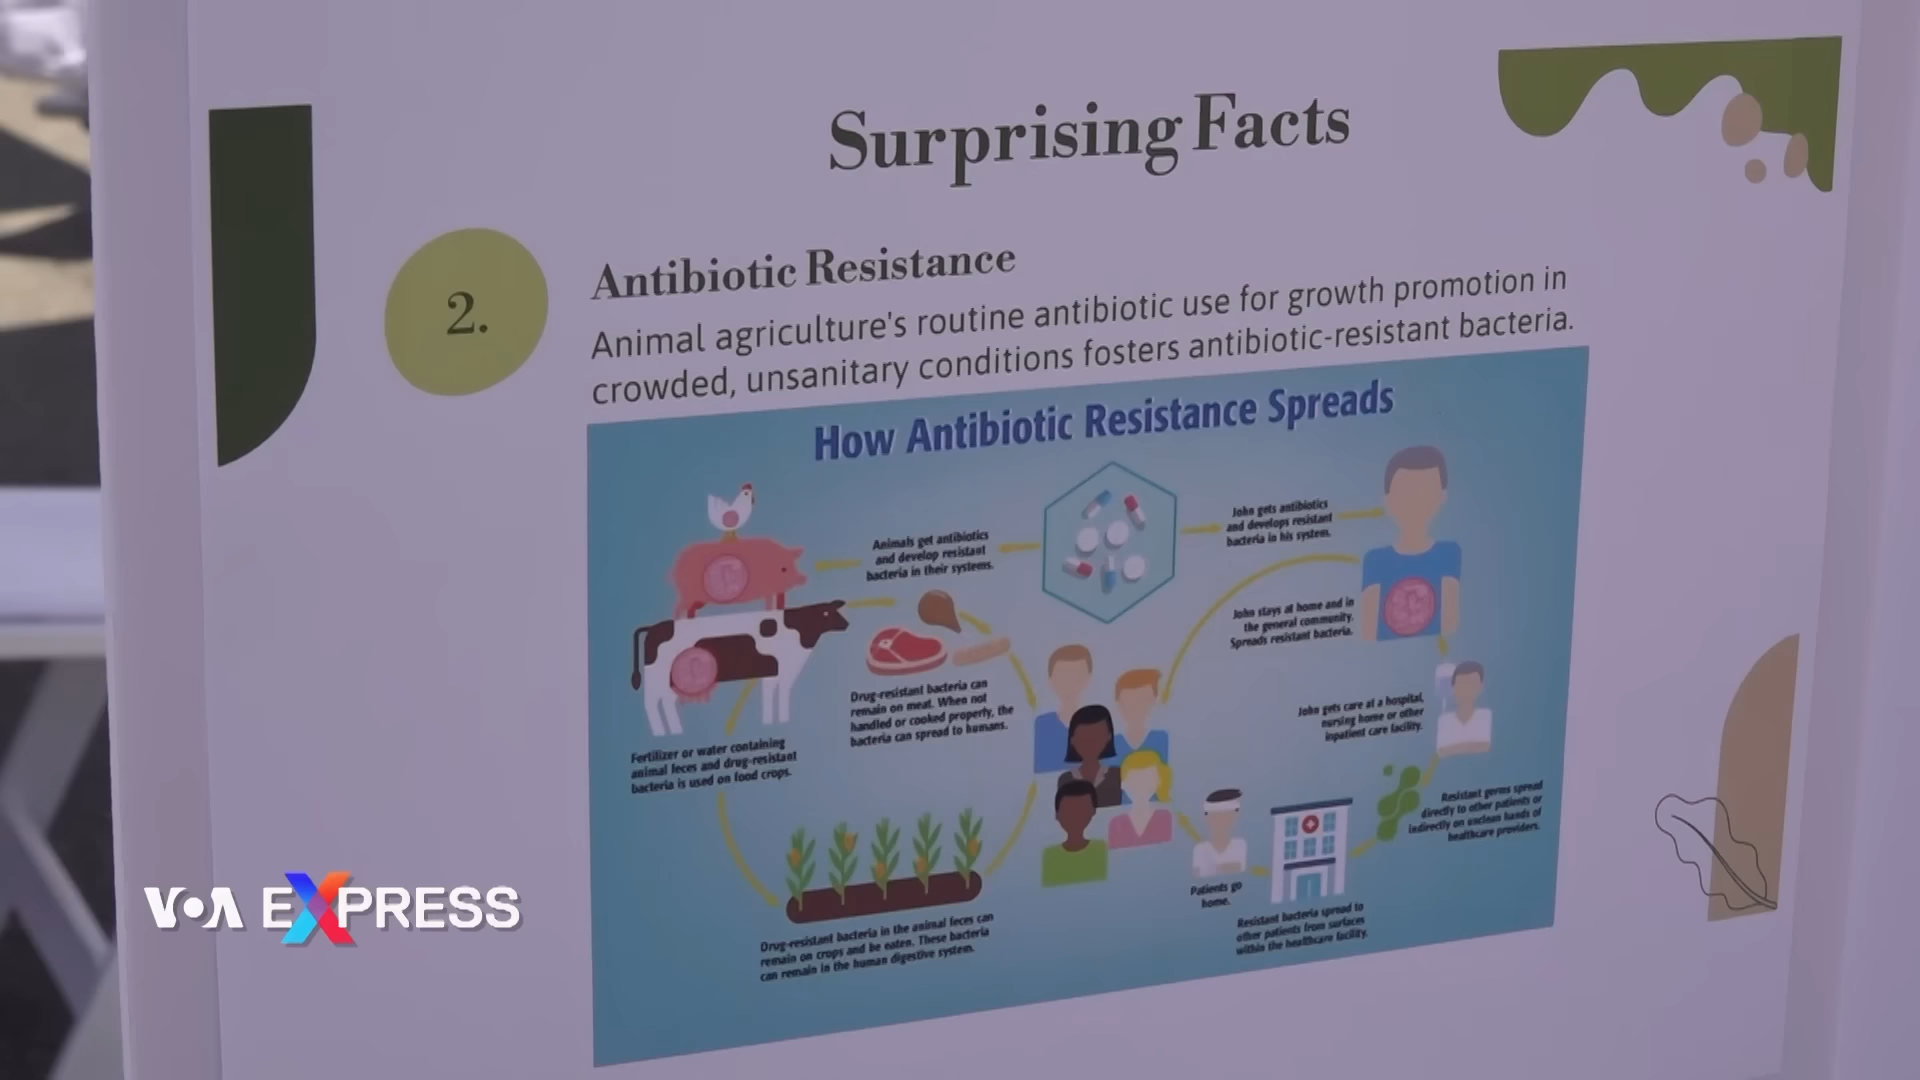 Surprising Facts
2.
Antibiotic Resistance
Animal agriculture's routine antibiotic use for growth promotion in
crowded, unsanitary conditions fosters antibiotic-resistant bacteria.
How Antibiotic Resistance Spreads
Animals get antibiotics
and develop resistant
bacteria in their systems.
John gets antibiotics
and develops resistant
bacteria in his system.
John stays at home and in
the general community.
Spreads resistant bacteria.
Drug-resistant bacteria can
remain on meat. When not
handled or cooked properly, the
bacteria can spread to humans.
John gets care at a hospital,
nursing home or other
inpatient care facility.
Fertilizer or water containing
animal feces and drug-resistant
bacteria is used on food crops.
Resistant germs spread
directly to other patients or
indirectly on unclean hands of
healthcare providers.
Patients go
home.
Resistant bacteria spread to
other patients from surfaces
within the healthcare facility.
Drug-resistant bacteria in the animal feces can
remain on crops and be eaten. These bacteria
can remain in the human digestive system.
VOA EXPRESS